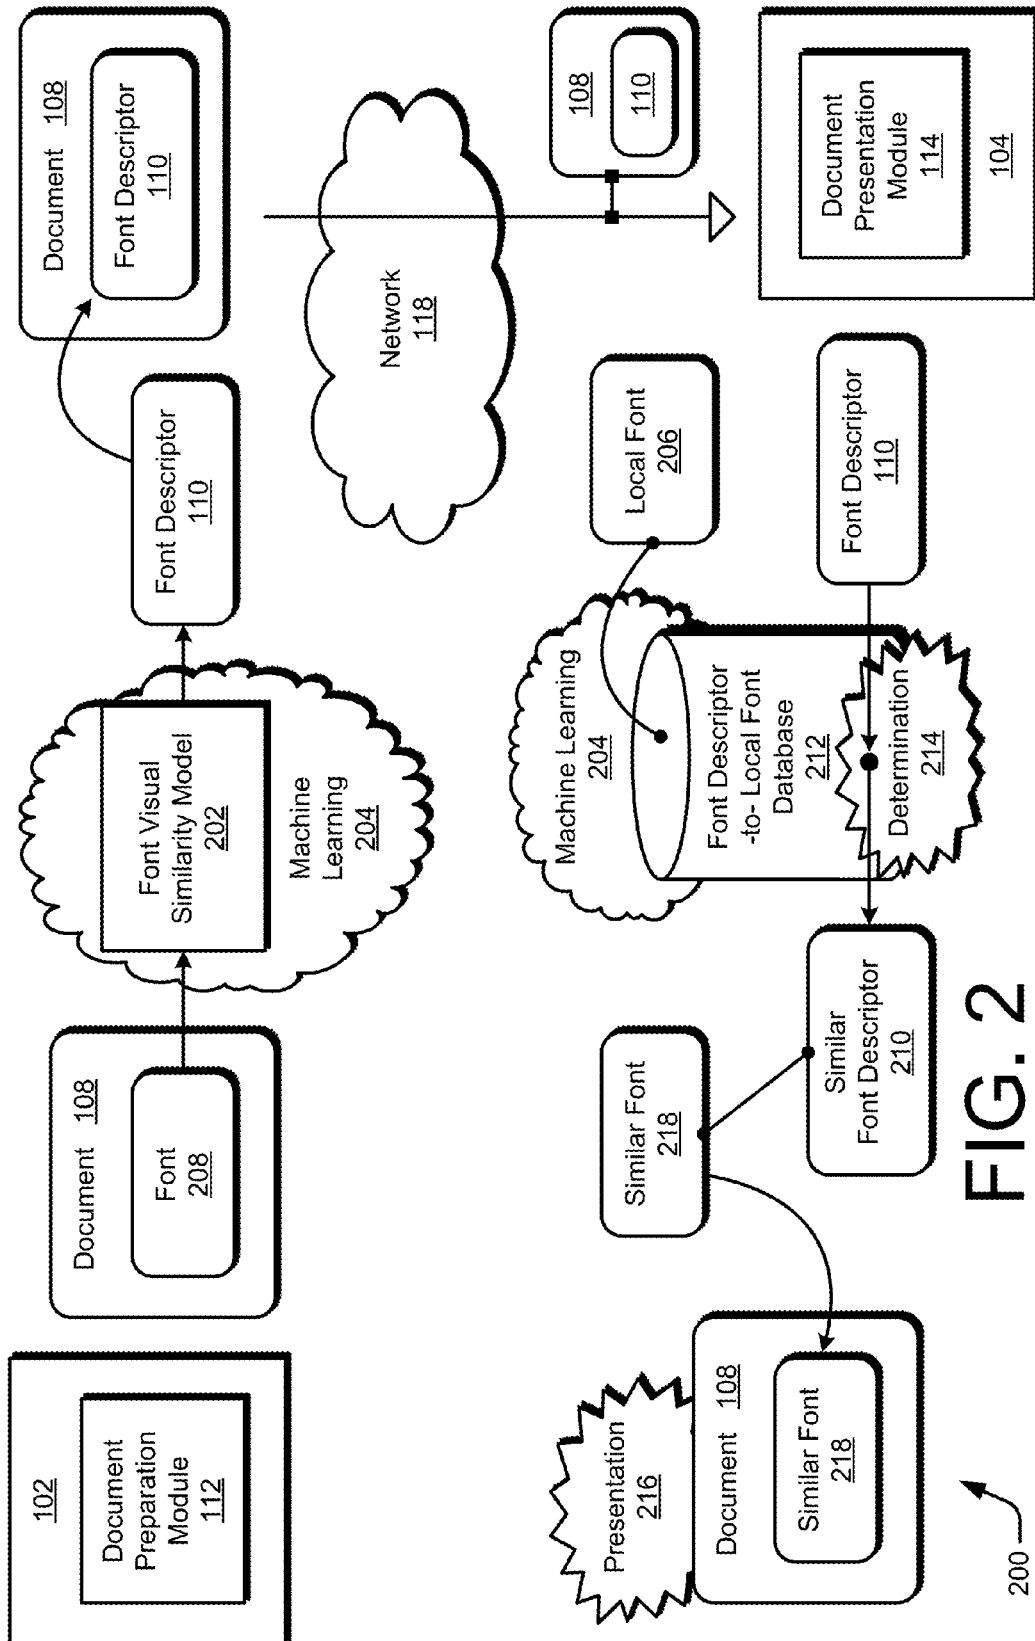 102
Document
Preparation
Module
112
Document 108
Font
208
Font Visual
Similarity Model
202
Machine
Learning
204
Font Descriptor
110
Document 108
Font Descriptor
110
Network
118
108
110
Document
Presentation
Module
114
104
Local Font
206
Font Descriptor
110
Machine Learning
204
Font Descriptor
-to- Local Font
Database
212
Determination
214
Similar
Font Descriptor
210
Similar Font
218
Presentation
216
Document 108
Similar Font
218
200
FIG. 2